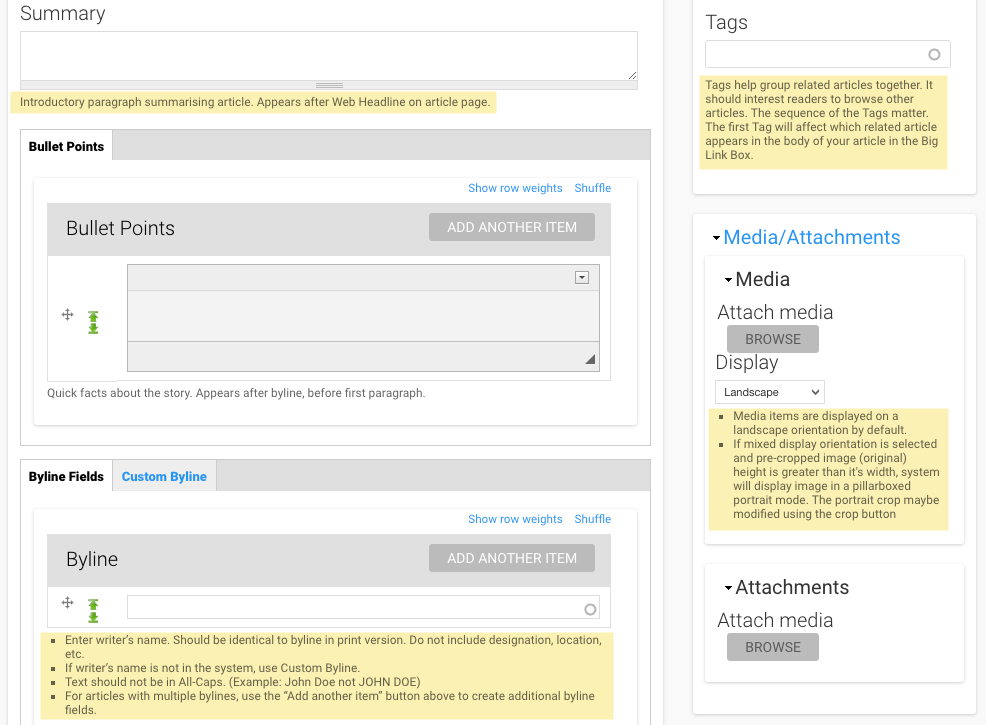 Summary
Introductory paragraph summarising article. Appears after Web Headline on article page.
Bullet Points
Show row weights Shuffle
Bullet Points
ADD ANOTHER ITEM
Quick facts about the story. Appears after byline, before first paragraph.
Byline Fields
Custom Byline
Show row weights Shuffle
Byline
ADD ANOTHER ITEM
Enter writer’s name. Should be identical to byline in print version. Do not include designation, location,
etc.
If writer’s name is not in the system, use Custom Byline.
Text should not be in All-Caps. (Example: John Doe not JOHN DOE)
For articles with multiple bylines, use the “Add another item” button above to create additional byline
fields.
Tags
Tags help group related articles together. It
should interest readers to browse other
articles. The sequence of the Tags matter.
The first Tag will affect which related article
appears in the body of your article in the Big
Link Box.
Media/Attachments
Media
Attach media
BROWSE
Display
Landscape
Media items are displayed on a
landscape orientation by default.
If mixed display orientation is selected
and pre-cropped image (original)
height is greater than it's width, system
will display image in a pillarboxed
portrait mode. The portrait crop maybe
modified using the crop button
Attachments
Attach media
BROWSE